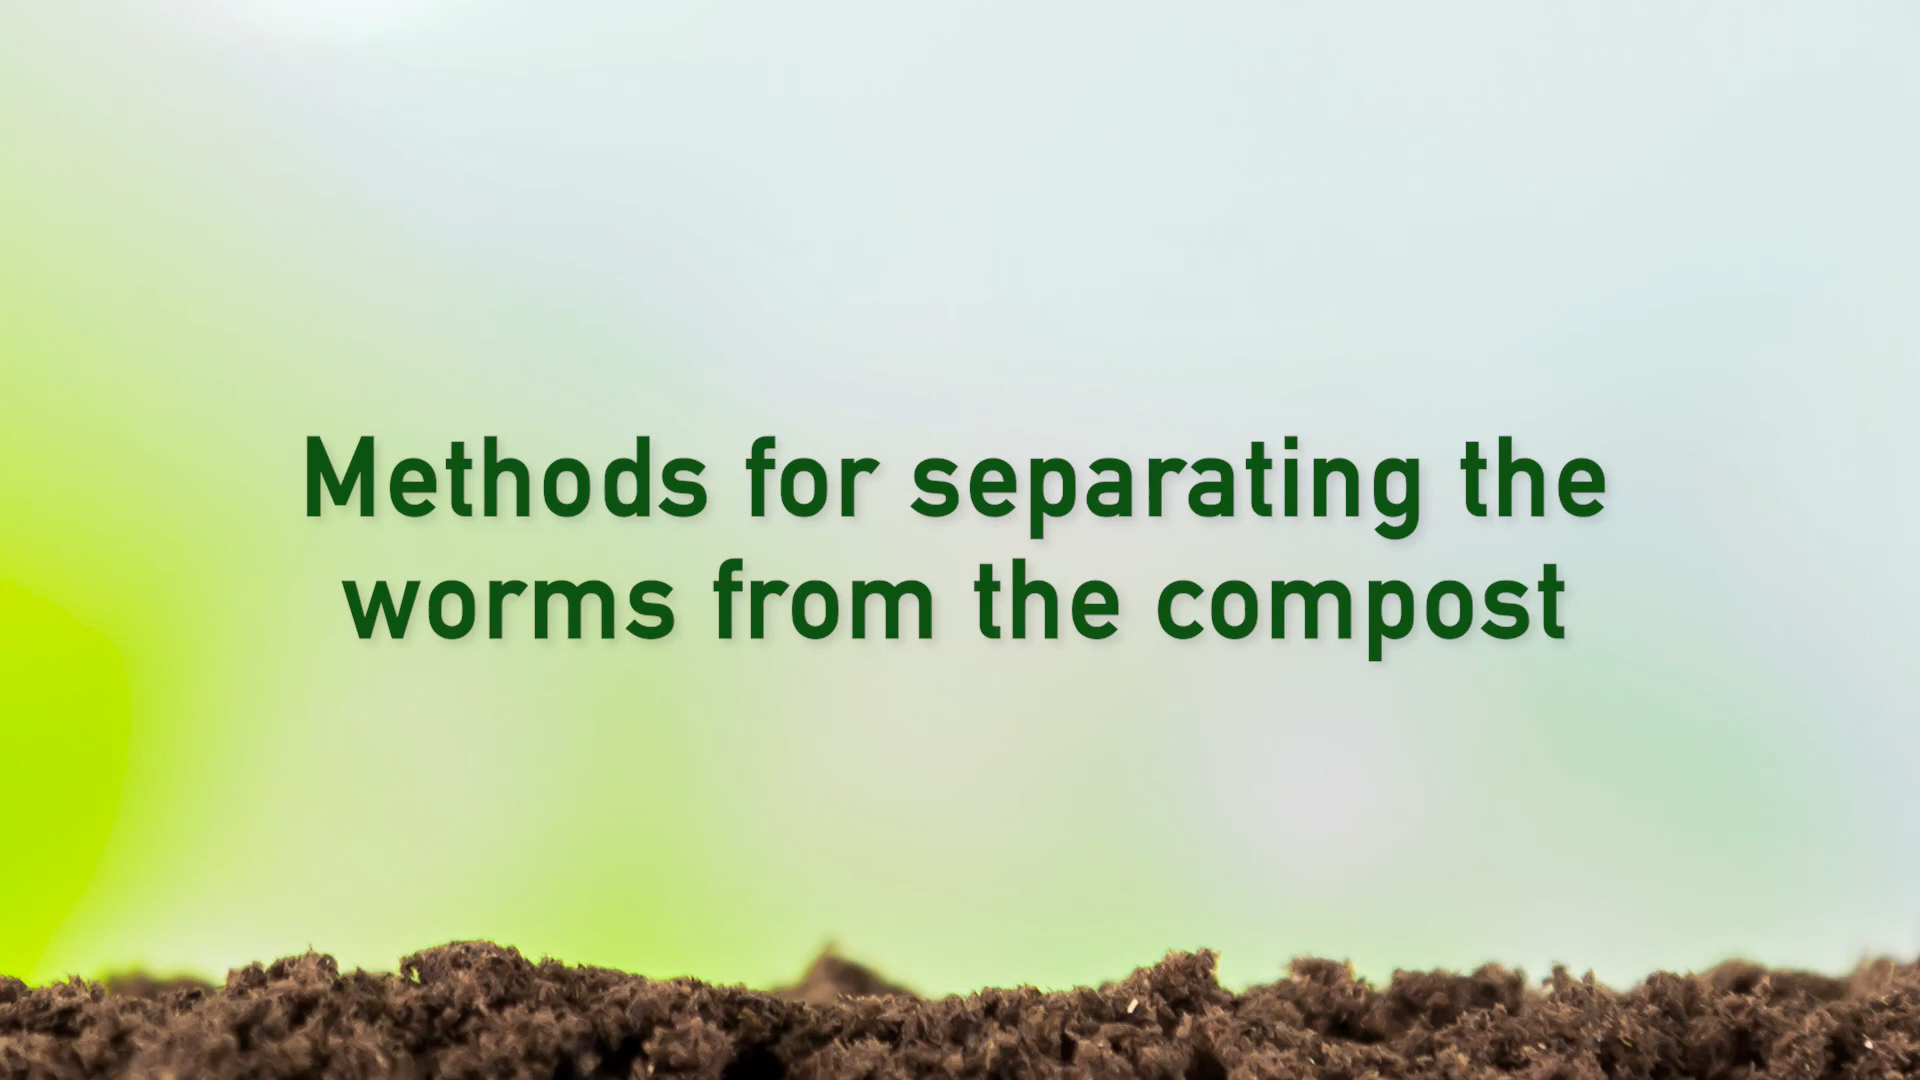 Methods for separating the
worms from the compost